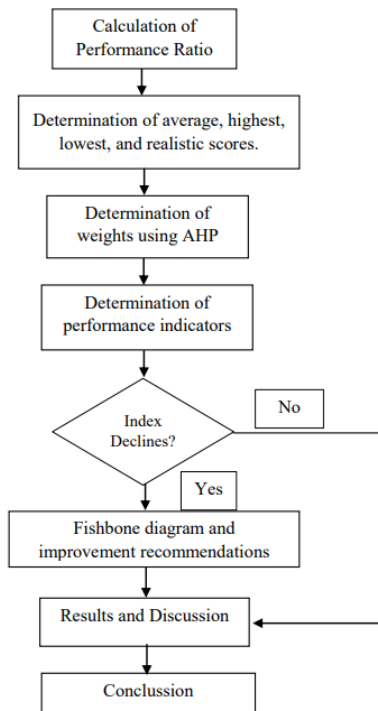 Calculation of
Performance Ratio
Determination of average, highest,
lowest, and realistic scores.
Determination of
weights using AHP
Determination of
performance indicators
Index
Declines?
No
Yes
Fishbone diagram and
improvement recommendations
Results and Discussion
Conclussion